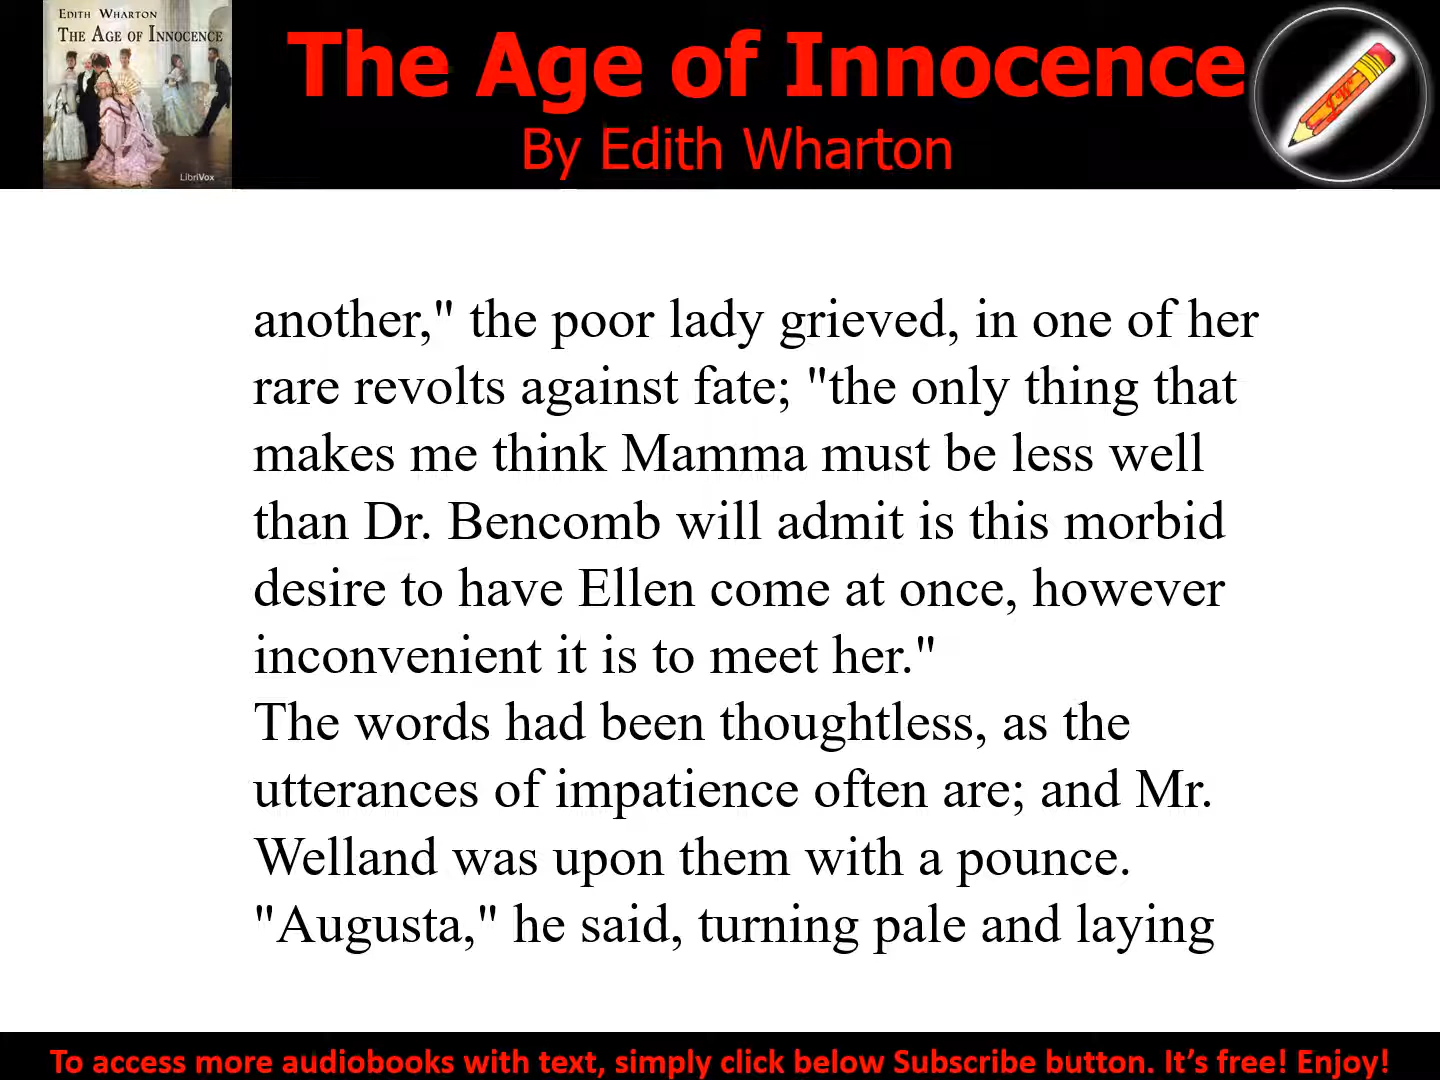 EDITH WHARTON
THE AGE OF INNOCENCE
LibriVox
The Age of Innocence
By Edith Wharton
JW
another," the poor lady grieved, in one of her
rare revolts against fate; "the only thing that
makes me think Mamma must be less well
than Dr. Bencomb will admit is this morbid
desire to have Ellen come at once, however
inconvenient it is to meet her."
The words had been thoughtless, as the
utterances of impatience often are; and Mr.
Welland was upon them with a pounce.
"Augusta," he said, turning pale and laying
To access more audiobooks with text, simply click below Subscribe button. It’s free! Enjoy!